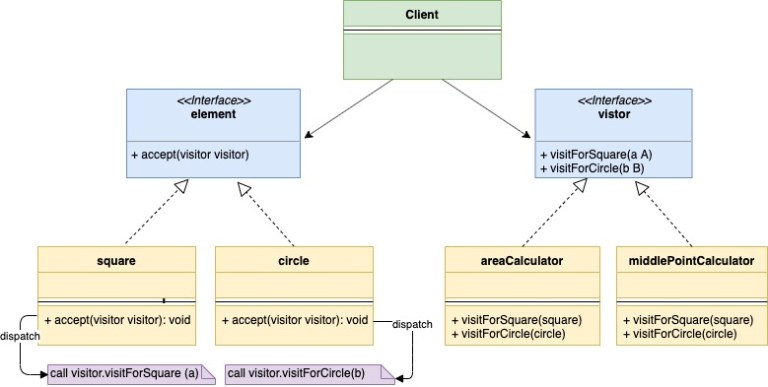 Client
<<Interface>>
element
+ accept(visitor visitor)
<<Interface>>
vistor
+ visitForSquare(a A)
+ visitForCircle(b B)
square
+ accept(visitor visitor): void
circle
+ accept(visitor visitor): void
areaCalculator
+ visitForSquare(square)
+ visitForCircle(circle)
middlePointCalculator
+ visitForSquare(square)
+ visitForCircle(circle)
dispatch
dispatch
call visitor.visitForSquare (a)
call visitor.visitForCircle(b)